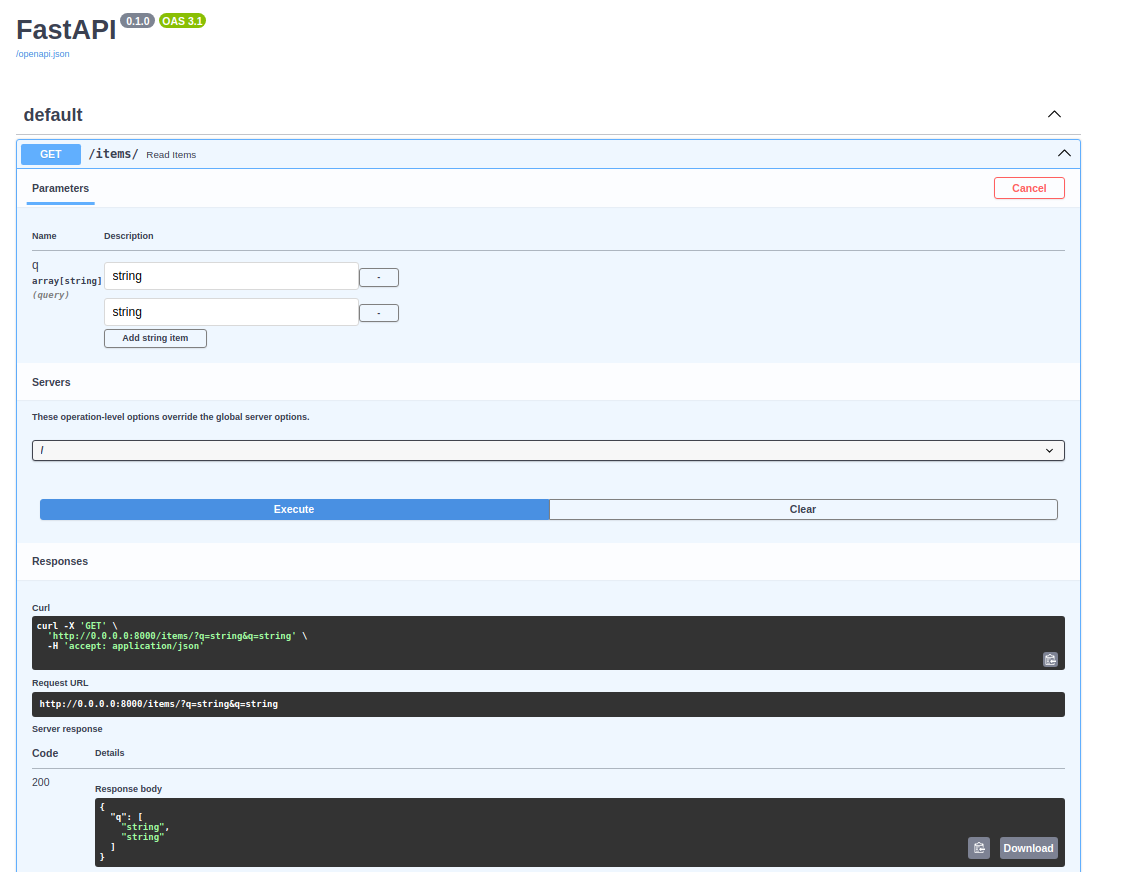 FastAPI 0.1.0 OAS 3.1
/openapi.json
default
GET /items/ Read Items
Parameters Cancel
Name Description
q
array[string]
(query)
string -
string -
Add string item
Servers
These operation-level options override the global server options.
/
Execute Clear
Responses
Curl
curl -X 'GET' \
  'http://0.0.0.0:8000/items/?q=string&q=string' \
  -H 'accept: application/json'
Request URL
http://0.0.0.0:8000/items/?q=string&q=string
Server response
Code Details
200
Response body
{
  "q": [
    "string",
    "string"
  ]
}
Download